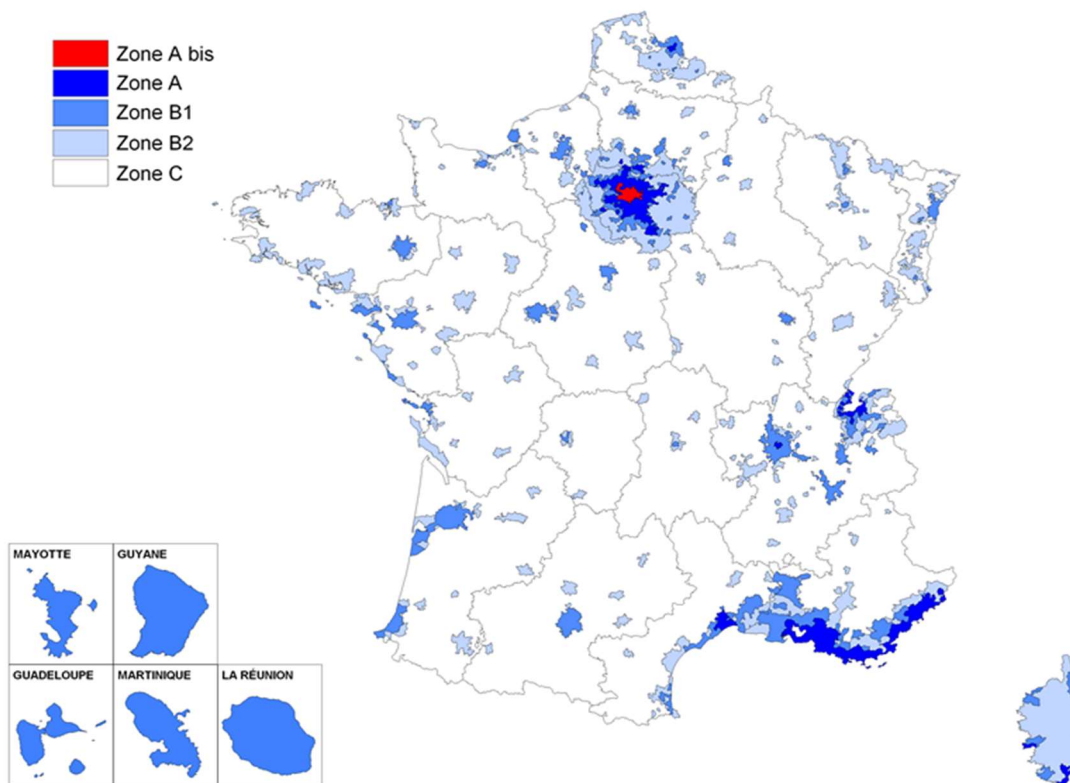 Zone A bis
Zone A
Zone B1
Zone B2
Zone C
MAYOTTE
GUYANE
GUADELOUPE
MARTINIQUE
LA RÉUNION